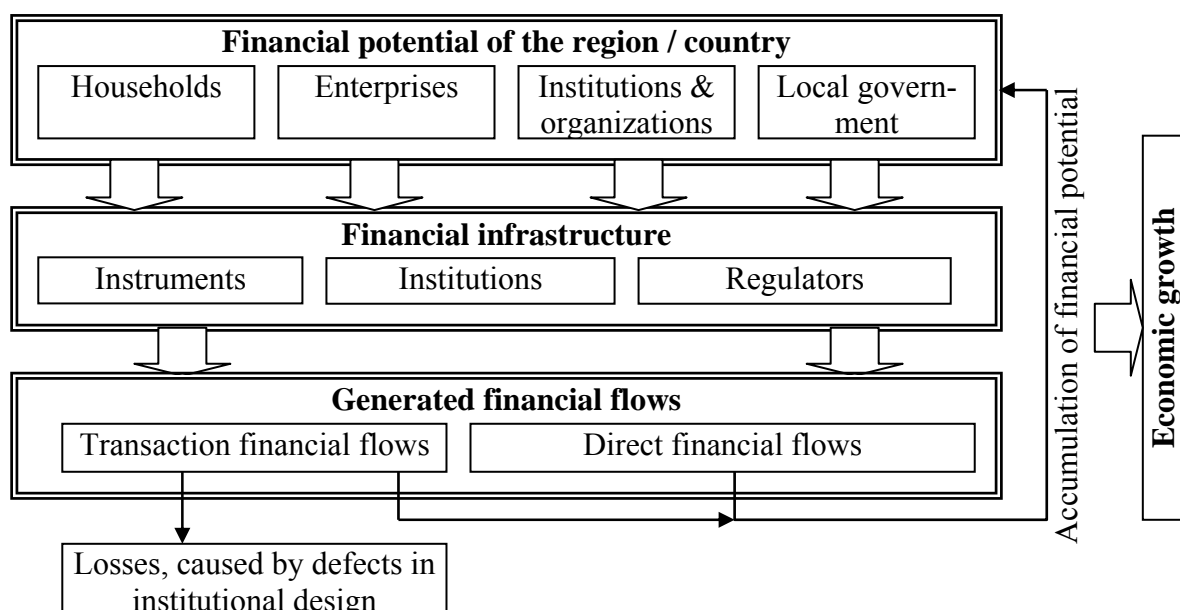 Financial potential of the region / country
Households
Enterprises
Institutions &
organizations
Local govern-
ment
Financial infrastructure
Instruments
Institutions
Regulators
Generated financial flows
Transaction financial flows
Direct financial flows
Losses, caused by defects in
institutional design
Accumulation of financial potential
Economic growth